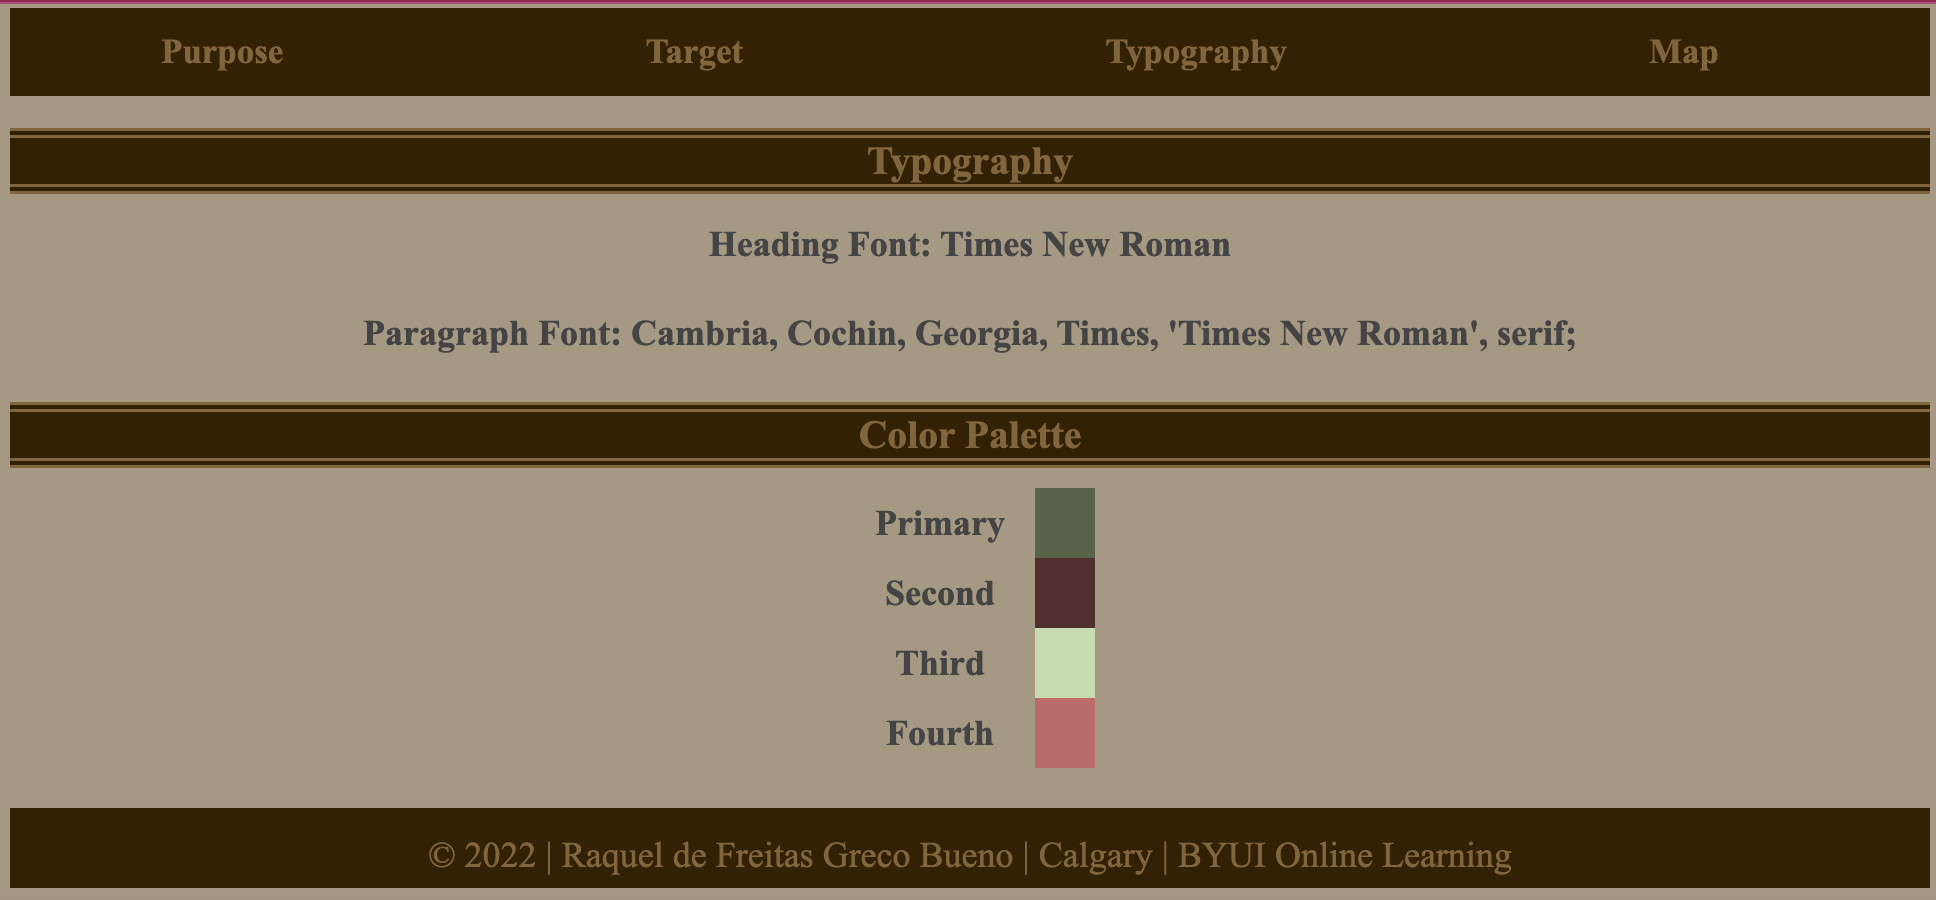 Purpose Target Typography Map
Typography
Heading Font: Times New Roman
Paragraph Font: Cambria, Cochin, Georgia, Times, 'Times New Roman', serif;
Color Palette
Primary
Second
Third
Fourth
© 2022 | Raquel de Freitas Greco Bueno | Calgary | BYUI Online Learning